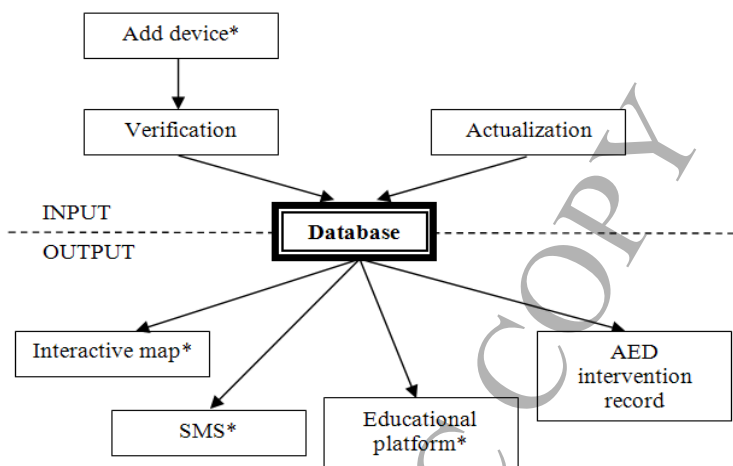 Add device*
Verification
Actualization
INPUT
Database
OUTPUT
Interactive map*
AED
intervention
record
SMS*
Educational
platform*
C COPY